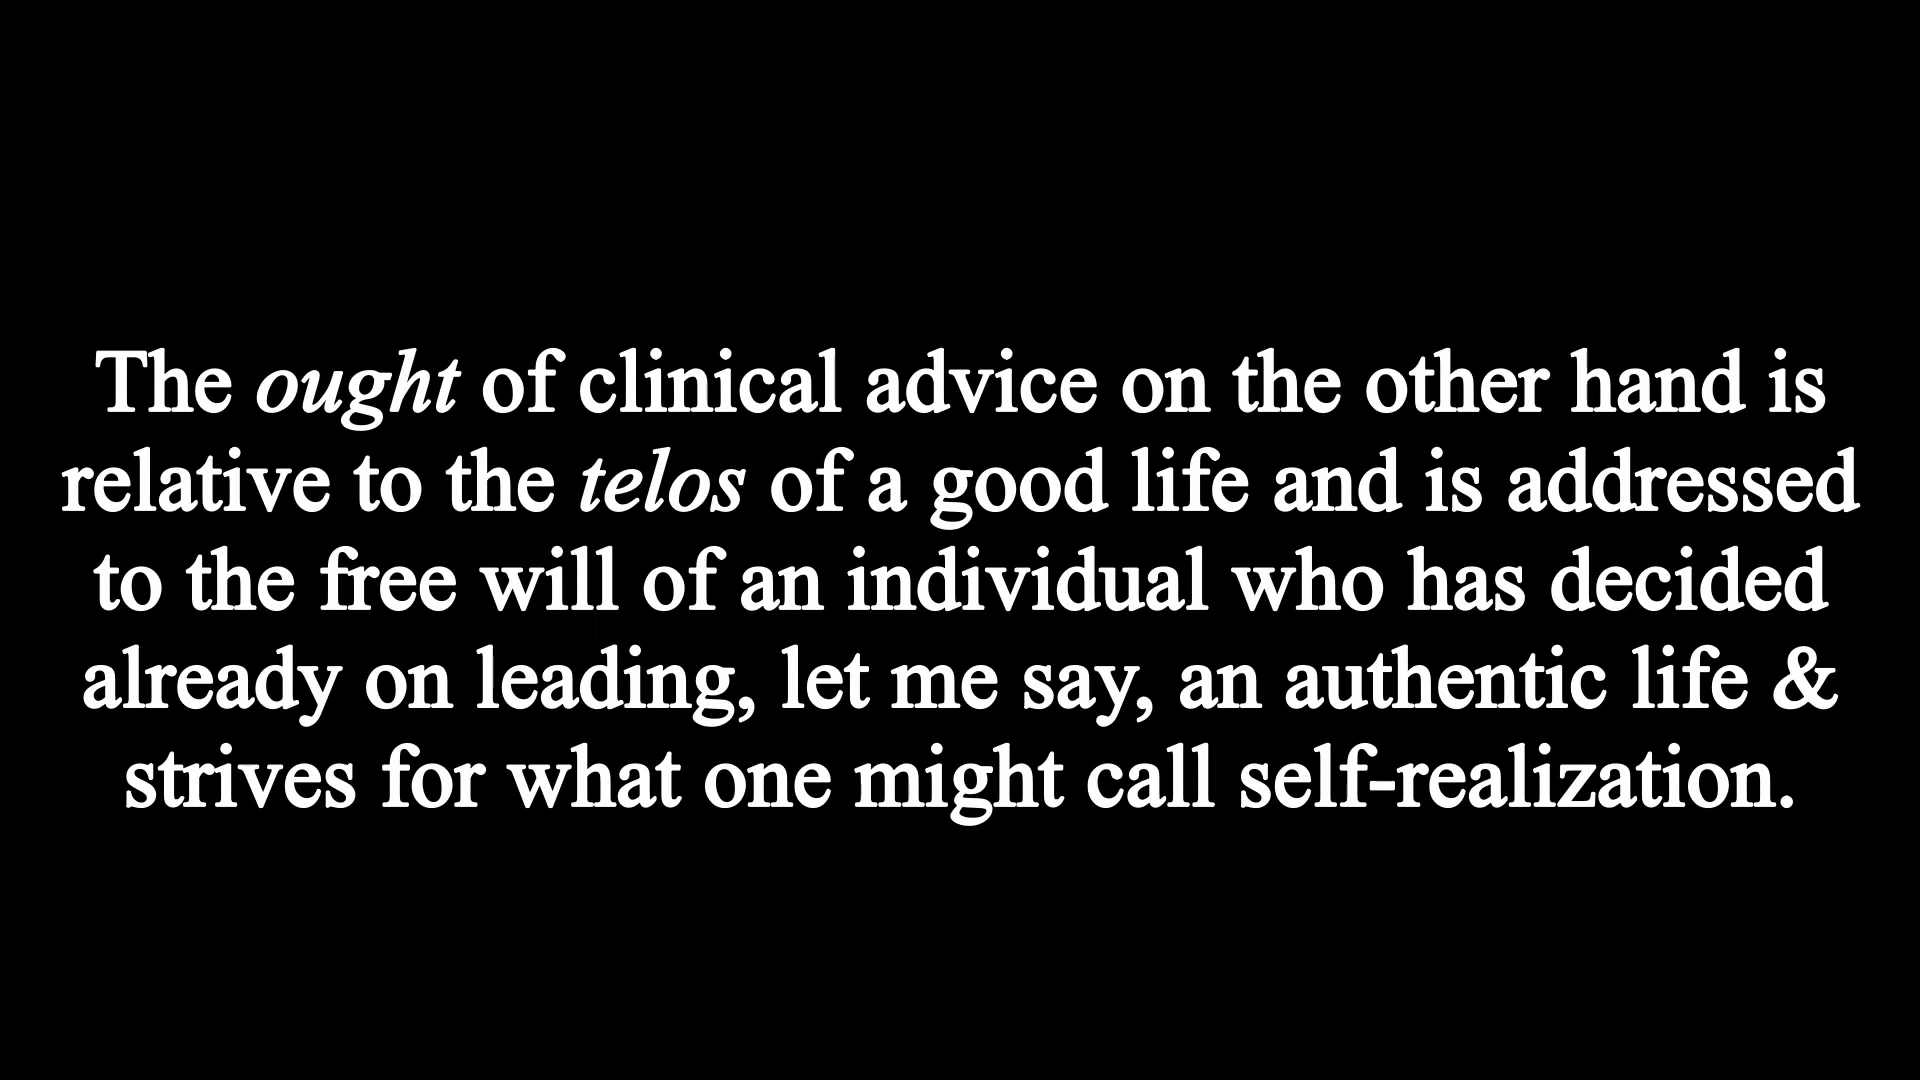 The ought of clinical advice on the other hand is
relative to the telos of a good life and is addressed
to the free will of an individual who has decided
already on leading, let me say, an authentic life &
strives for what one might call self-realization.